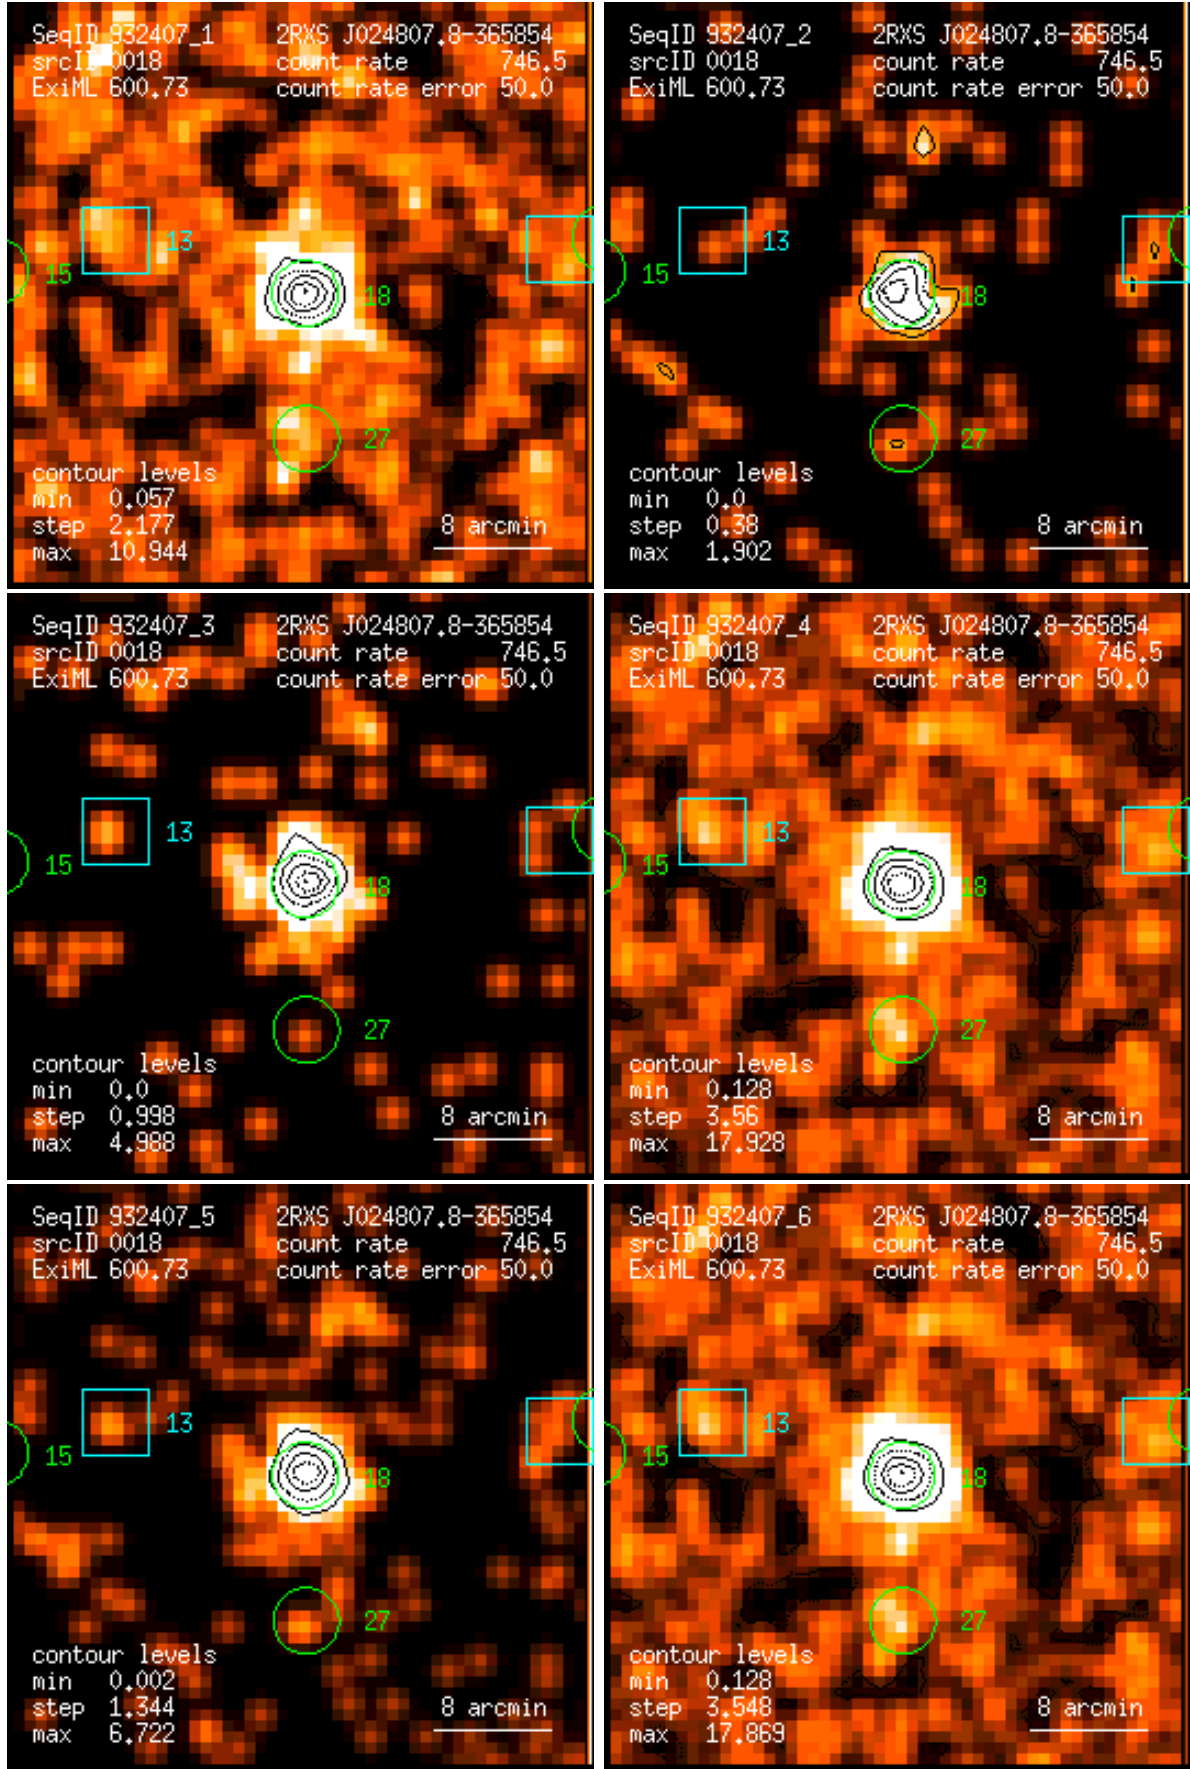 SeqID 932407_1 2RXS J024807.8-365854
srcID 0018 count rate 746.5
ExiML 600.73 count rate error 50.0
13
15
18
27
contour levels
min 0.057
step 2.177 8 arcmin
max 10.944
SeqID 932407_2 2RXS J024807.8-365854
srcID 0018 count rate 746.5
ExiML 600.73 count rate error 50.0
13
15
18
27
contour levels
min 0.0
step 0.38 8 arcmin
max 1.902
SeqID 932407_3 2RXS J024807.8-365854
srcID 0018 count rate 746.5
ExiML 600.73 count rate error 50.0
13
15
18
27
contour levels
min 0.0
step 0.998 8 arcmin
max 4.988
SeqID 932407_4 2RXS J024807.8-365854
srcID 0018 count rate 746.5
ExiML 600.73 count rate error 50.0
13
15
18
27
contour levels
min 0.128
step 3.56 8 arcmin
max 17.928
SeqID 932407_5 2RXS J024807.8-365854
srcID 0018 count rate 746.5
ExiML 600.73 count rate error 50.0
13
15
18
27
contour levels
min 0.002
step 1.344 8 arcmin
max 6.722
SeqID 932407_6 2RXS J024807.8-365854
srcID 0018 count rate 746.5
ExiML 600.73 count rate error 50.0
13
15
18
27
contour levels
min 0.128
step 3.548 8 arcmin
max 17.869